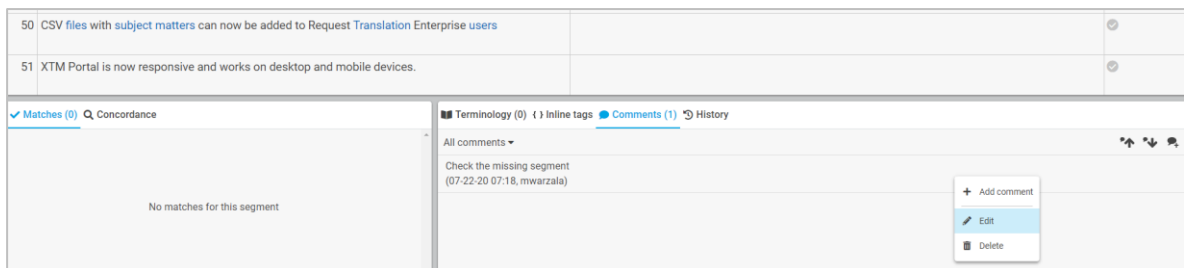 50 CSV files with subject matters can now be added to Request Translation Enterprise users
51 XTM Portal is now responsive and works on desktop and mobile devices.
Matches (0) Concordance
Terminology (0) { } Inline tags Comments (1) History
All comments
Check the missing segment
(07-22-20 07:18, mwarzala)
No matches for this segment
+ Add comment
Edit
Delete